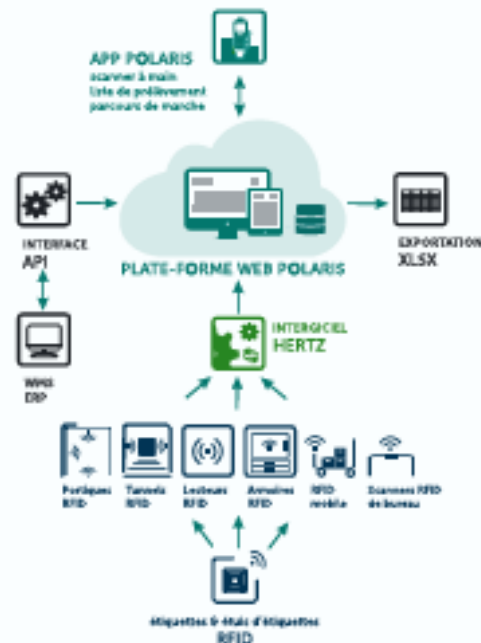 APP POLARIS
scanner à main
liste de prélèvement
parcours de marche
INTERFACE
API
EXPORTATION
XLSX
PLATE-FORME WEB POLARIS
WMS
ERP
INTERGICIEL
HERTZ
Portiques
RFID
Tunnels
RFID
Lecteurs
RFID
Armoires
RFID
RFID
mobile
Scanners RFID
de bureau
étiquettes & étuis d'étiquettes
RFID